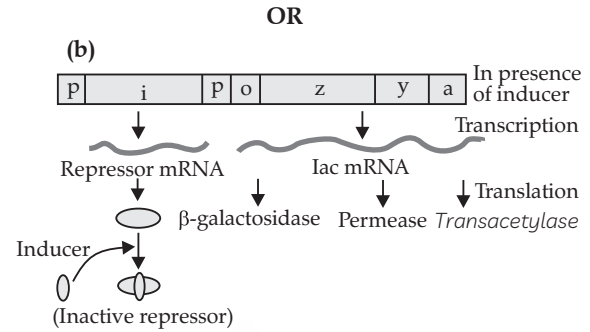 OR
(b)
p i p o z y a In presence
of inducer
Transcription
Repressor mRNA Iac mRNA
Translation
β-galactosidase Permease Transacetylase
Inducer
(Inactive repressor)